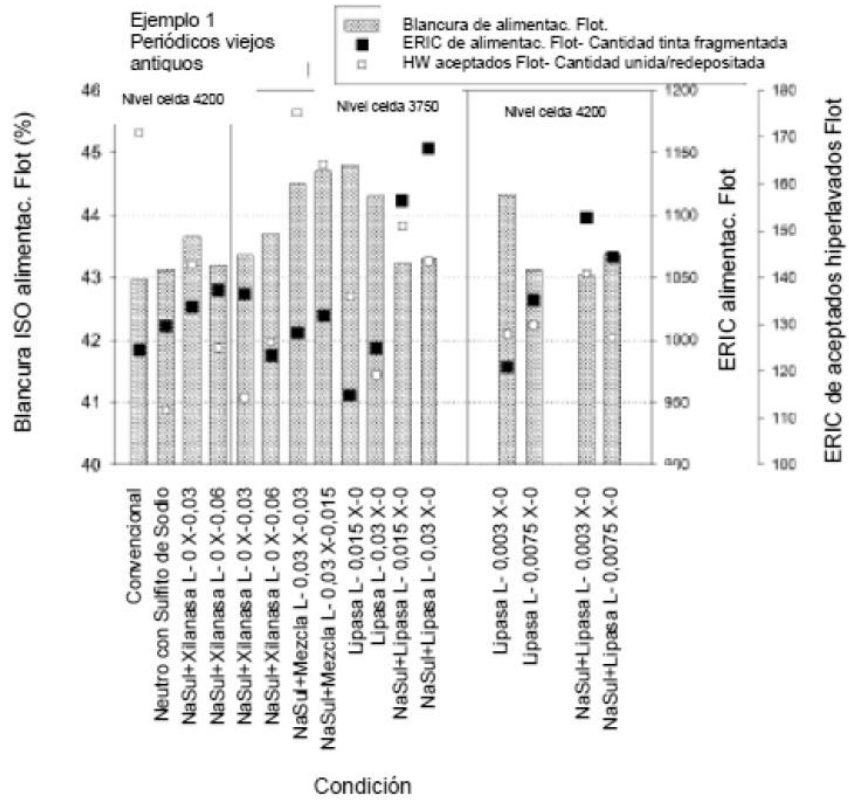 Ejemplo 1
Periódicos viejos
antiquos
Blancura de alimentac. Flot.
ERIC de alimentac. Flot- Cantidad tinta fragmentada
HW aceptados Flot- Cantidad unida/redepositada
Nivel celda 4200
Nivel celda 3750
Nivel celda 4200
Blancura ISO alimentac. Flot (%)
46
45
44
43
42
41
40
1200
1150
1100
1050
1000
950
900
ERIC alimentac. Flot
180
170
160
150
140
130
120
110
100
ERIC de aceptados hiperlavados Flot
Convencional
Neutro con Sulfito de Sodio
NaSul+Xilanasa L- 0 X-0,03
NaSul+Xilanasa L- 0 X-0,06
NaSul+Xilanasa L- 0 X-0,03
NaSul+Xilanasa L- 0 X-0,06
NaSul+Mezcla L- 0,03 X-0,03
NaSul+Mezcla L- 0,03 X-0,015
Lipasa L- 0,015 X-0
Lipasa L- 0,03 X-0
NaSul+Lipasa L- 0,015 X-0
NaSul+Lipasa L- 0,03 X-0
Lipasa L- 0,003 X-0
Lipasa L- 0,0075 X-0
NaSul+Lipasa L- 0,003 X-0
NaSul+Lipasa L- 0,0075 X-0
Condición